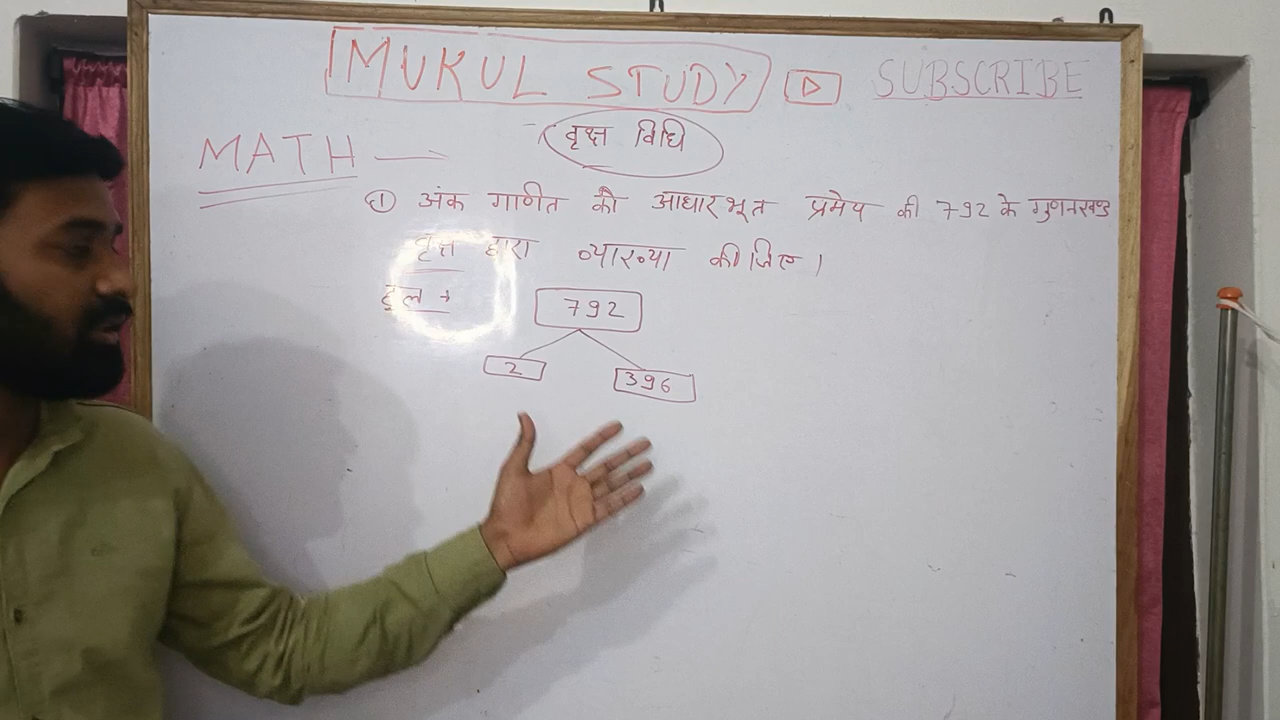 MUKUL STUDY SUBSCRIBE
वृक्ष विधि
MATH
① अंक गणित की आधारभूत प्रमेय की 792 के गुणनखण्ड
वृक्ष द्वारा व्याख्या कीजिए।
हल →
792
2 396